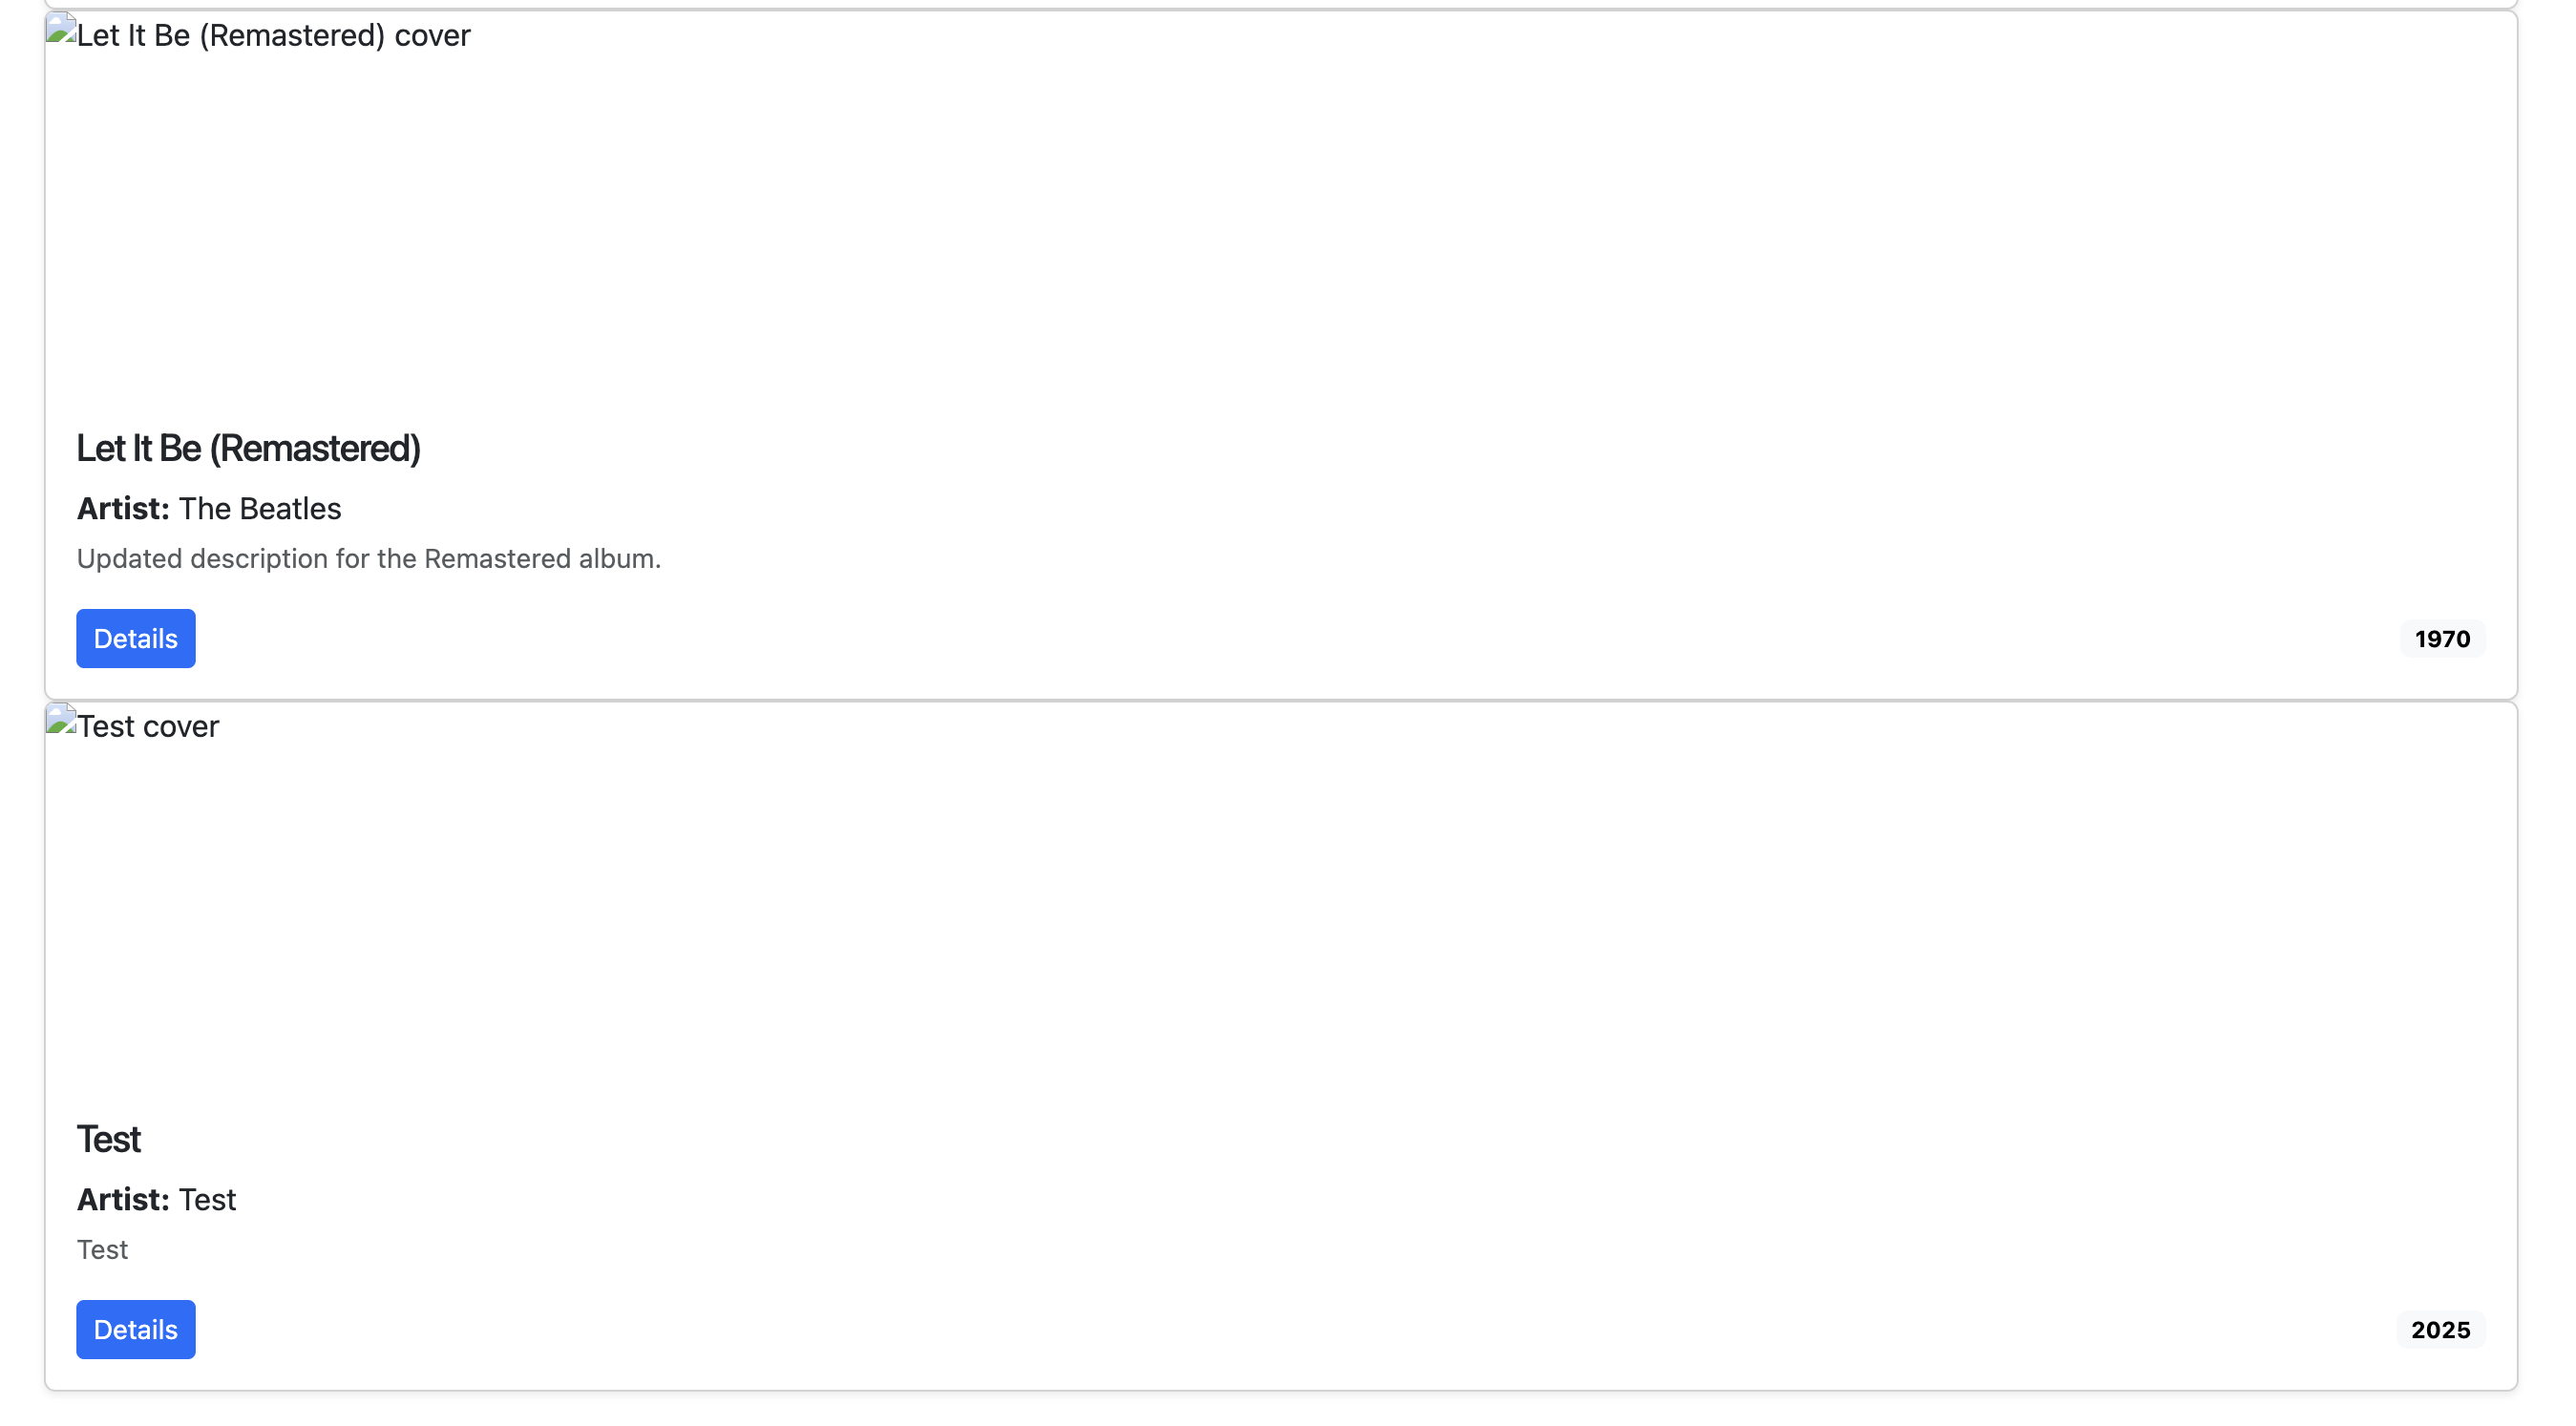 Let It Be (Remastered) cover
Let It Be (Remastered)
Artist: The Beatles
Updated description for the Remastered album.
Details
1970
Test cover
Test
Artist: Test
Test
Details
2025